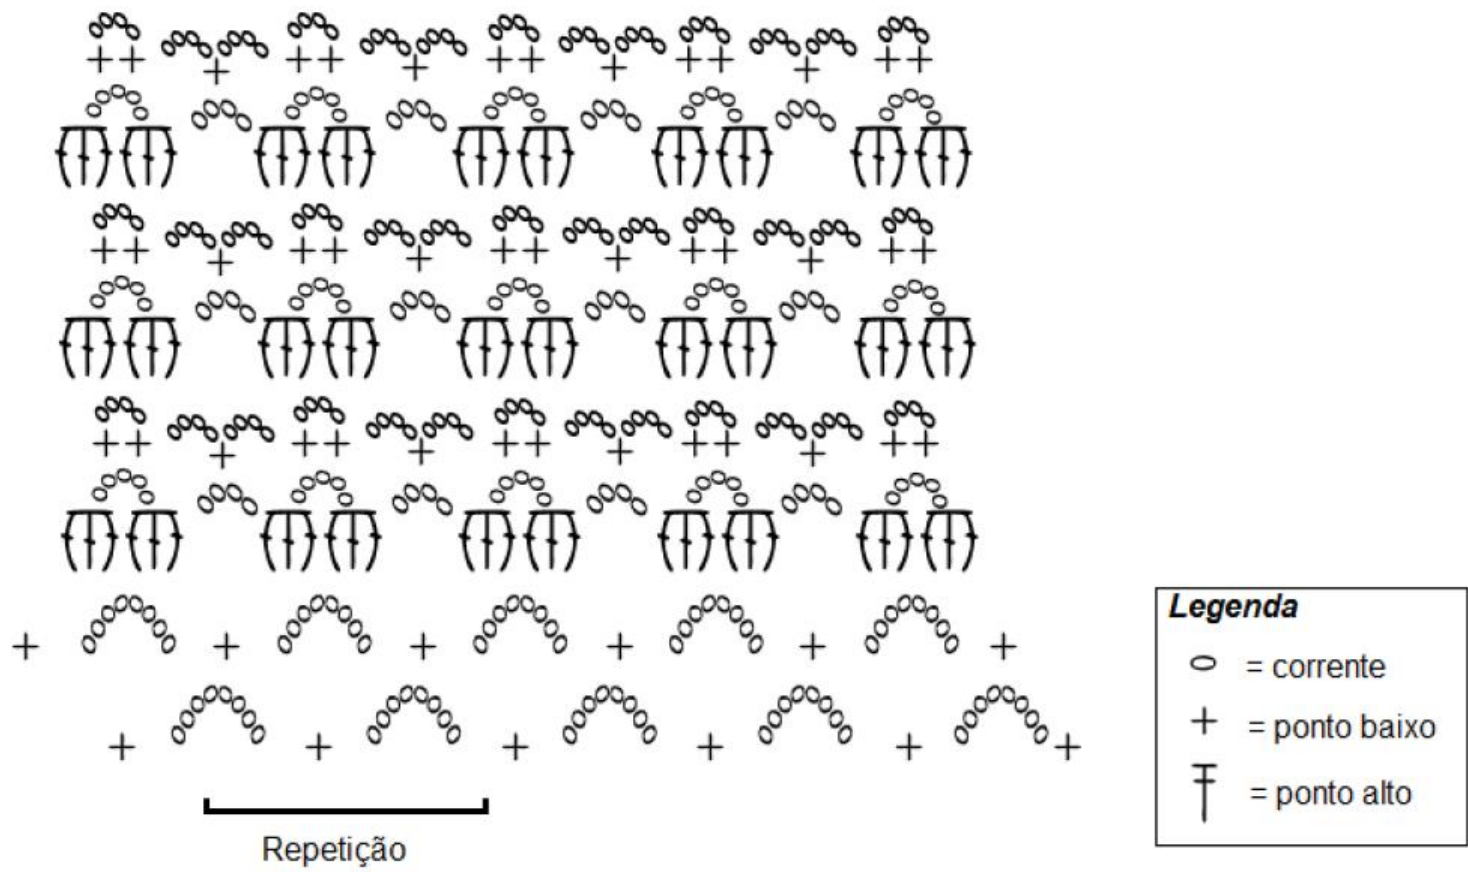 Legenda
= corrente
= ponto baixo
= ponto alto
Repetição